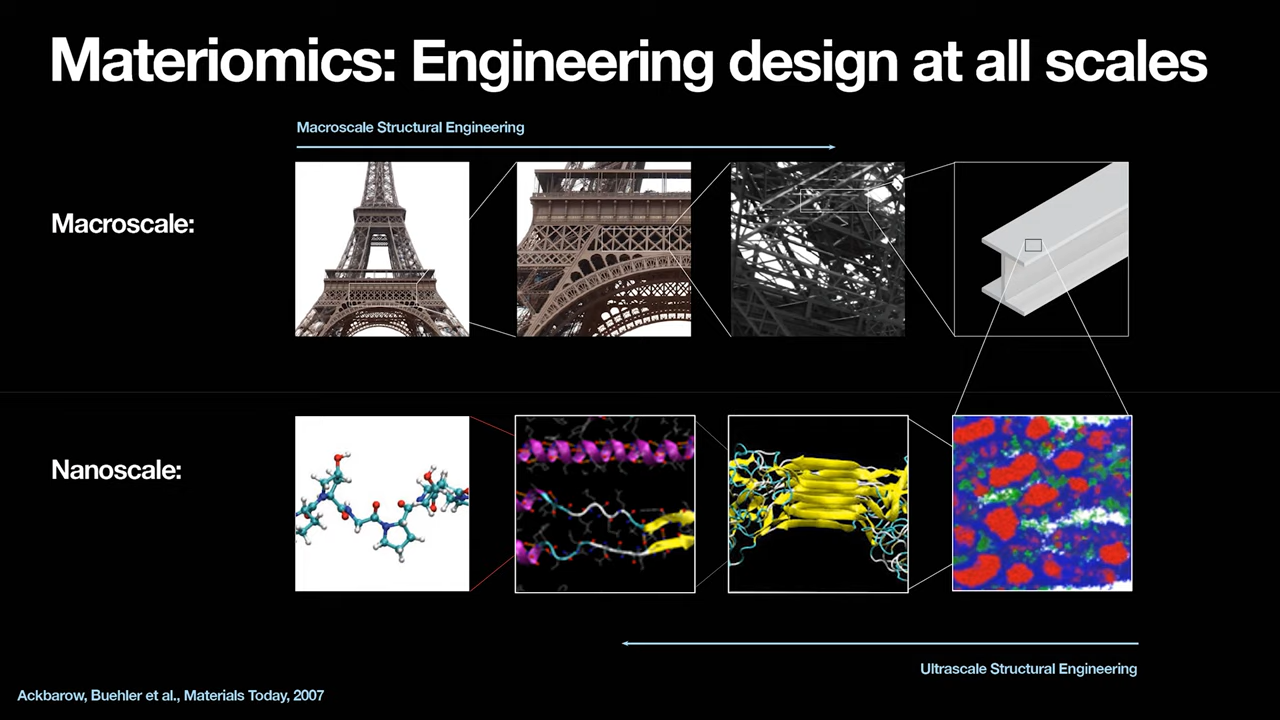 Materiomics: Engineering design at all scales
Macroscale Structural Engineering
Macroscale:
Nanoscale:
Ultrascale Structural Engineering
Ackbarow, Buehler et al., Materials Today, 2007